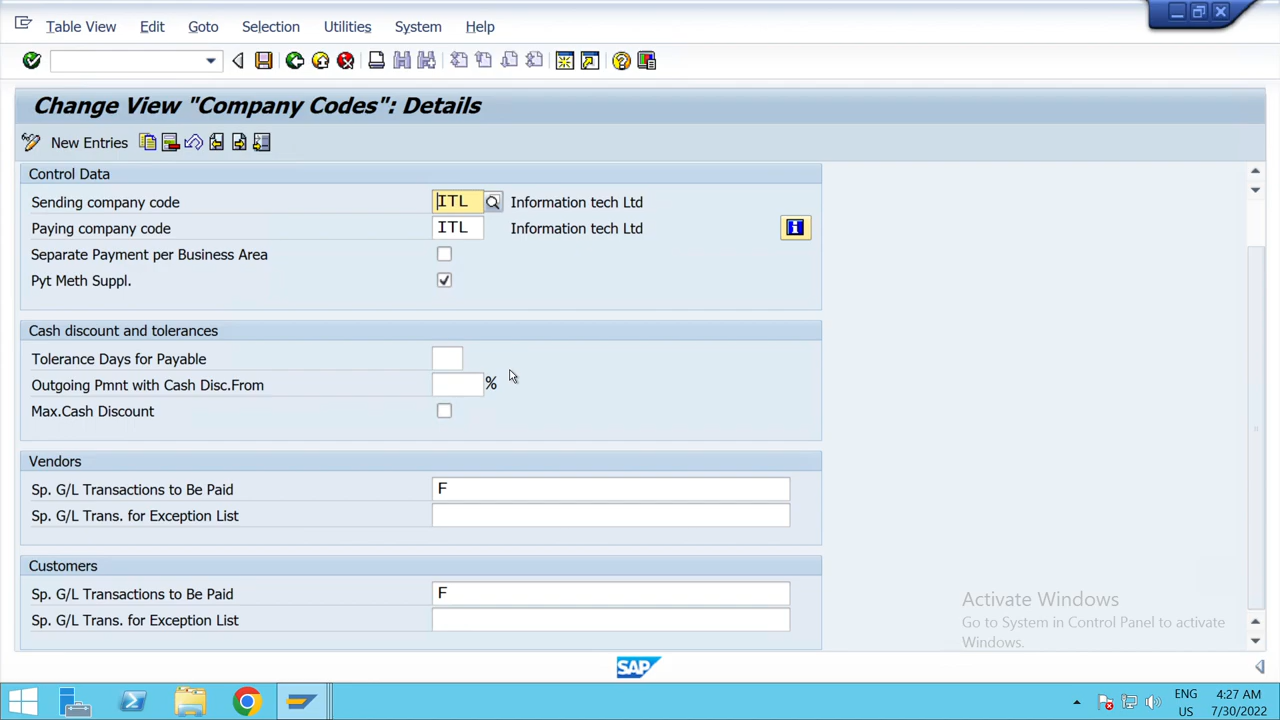 Table View Edit Goto Selection Utilities System Help
Change View "Company Codes": Details
New Entries
Control Data
Sending company code ITL Information tech Ltd
Paying company code ITL Information tech Ltd
Separate Payment per Business Area
Pyt Meth Suppl.
Cash discount and tolerances
Tolerance Days for Payable
Outgoing Pmnt with Cash Disc.From %
Max.Cash Discount
Vendors
Sp. G/L Transactions to Be Paid F
Sp. G/L Trans. for Exception List
Customers
Sp. G/L Transactions to Be Paid F
Sp. G/L Trans. for Exception List
Activate Windows
Go to System in Control Panel to activate
Windows.
SAP
ENG 4:27 AM
US 7/30/2022